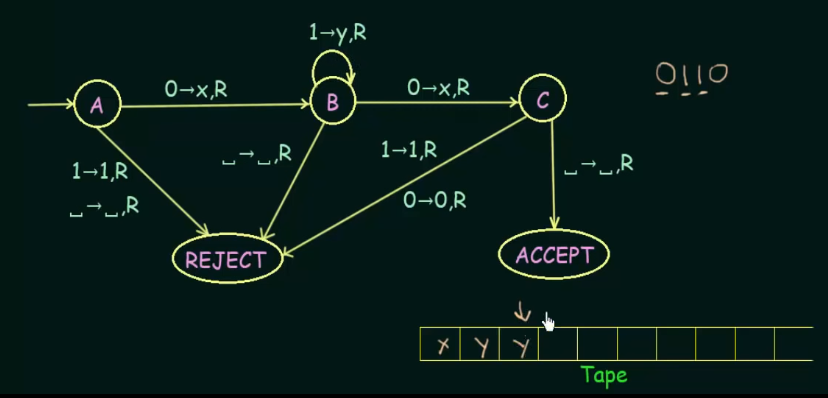 1→y,R
0→x,R
0→x,R
0110
A
B
C
1→1,R
␣→␣,R
␣→␣,R
1→1,R
0→0,R
␣→␣,R
REJECT
ACCEPT
x y y
Tape